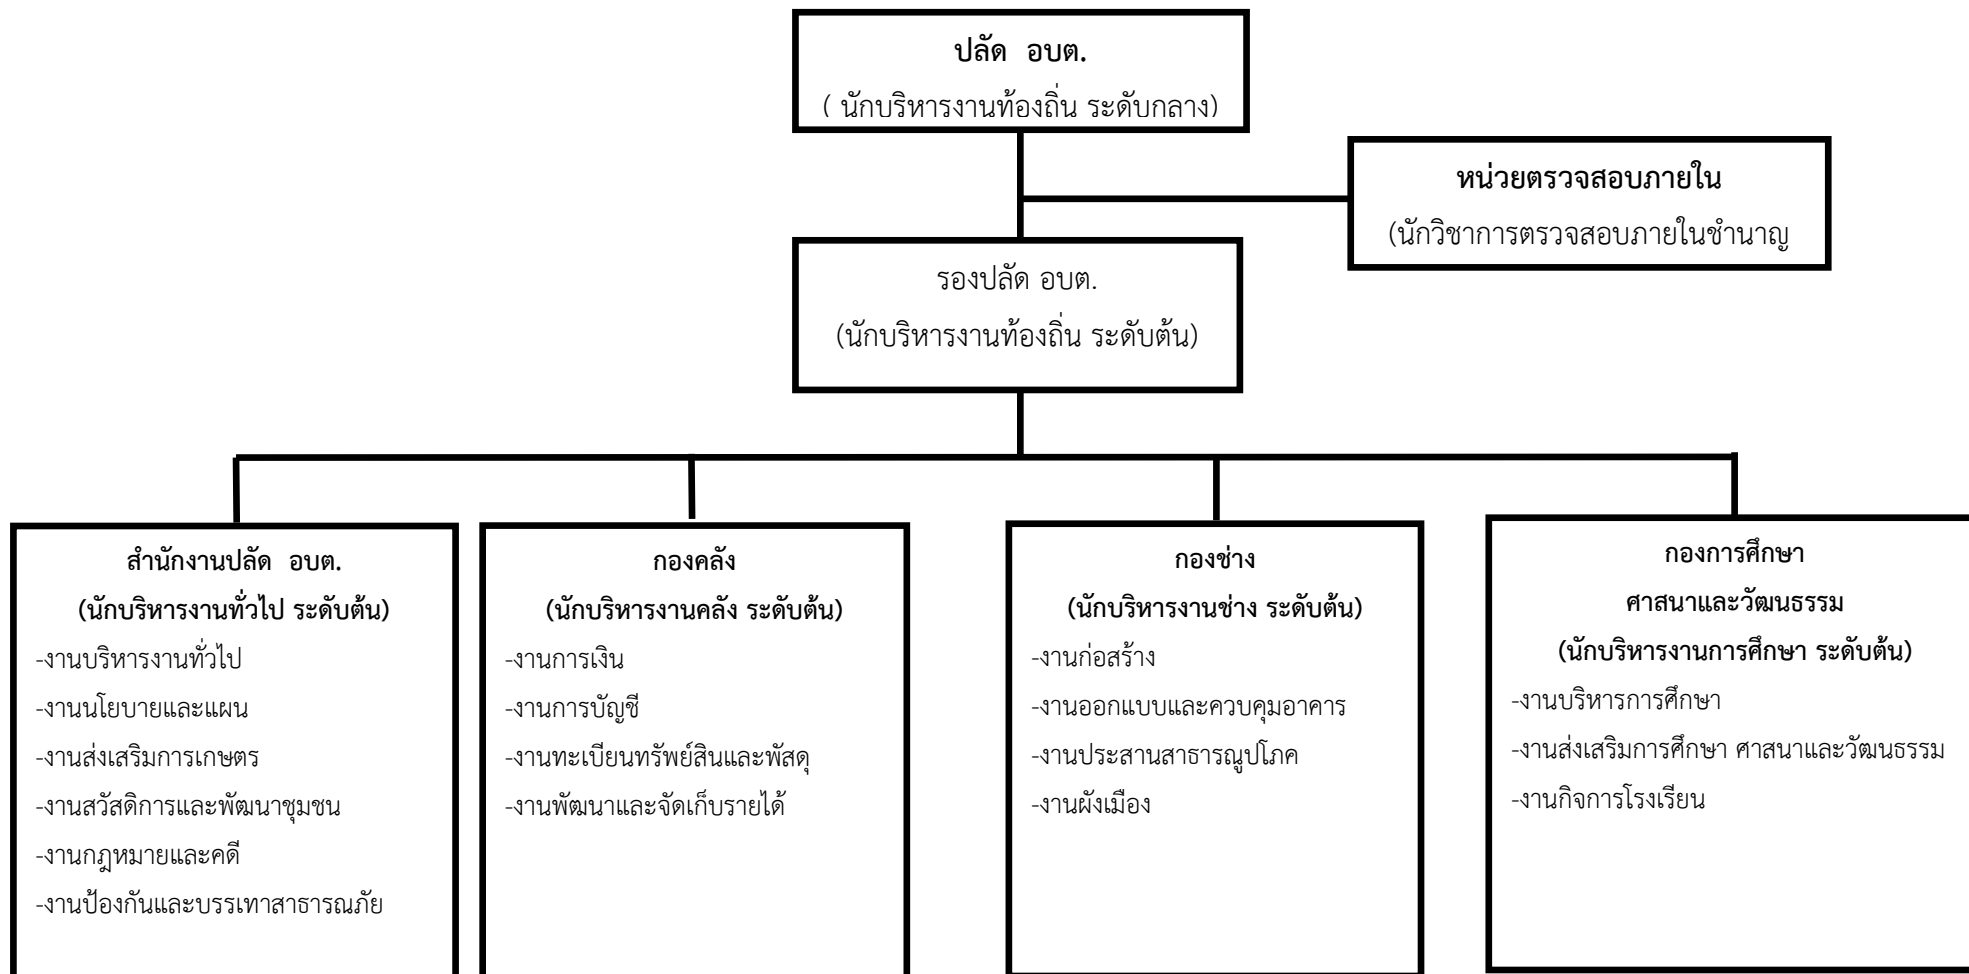 ปลัด อบต.
( นักบริหารงานท้องถิ่น ระดับกลาง)
หน่วยตรวจสอบภายใน
(นักวิชาการตรวจสอบภายในชำนาญ
รองปลัด อบต.
(นักบริหารงานท้องถิ่น ระดับต้น)
สำนักงานปลัด อบต.
(นักบริหารงานทั่วไป ระดับต้น)
-งานบริหารงานทั่วไป
-งานนโยบายและแผน
-งานส่งเสริมการเกษตร
-งานสวัสดิการและพัฒนาชุมชน
-งานกฎหมายและคดี
-งานป้องกันและบรรเทาสาธารณภัย
กองคลัง
(นักบริหารงานคลัง ระดับต้น)
-งานการเงิน
-งานการบัญชี
-งานทะเบียนทรัพย์สินและพัสดุ
-งานพัฒนาและจัดเก็บรายได้
กองช่าง
(นักบริหารงานช่าง ระดับต้น)
-งานก่อสร้าง
-งานออกแบบและควบคุมอาคาร
-งานประสานสาธารณูปโภค
-งานผังเมือง
กองการศึกษา
ศาสนาและวัฒนธรรม
(นักบริหารงานการศึกษา ระดับต้น)
-งานบริหารการศึกษา
-งานส่งเสริมการศึกษา ศาสนาและวัฒนธรรม
-งานกิจการโรงเรียน